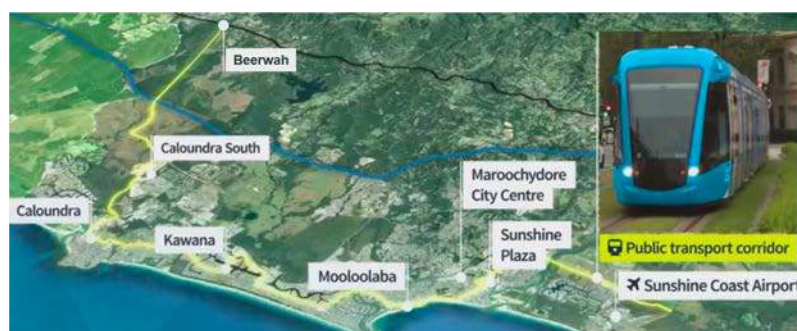 Beerwah
Caloundra South
Caloundra
Kawana
Mooloolaba
Maroochydore
City Centre
Sunshine
Plaza
Public transport corridor
Sunshine Coast Airport